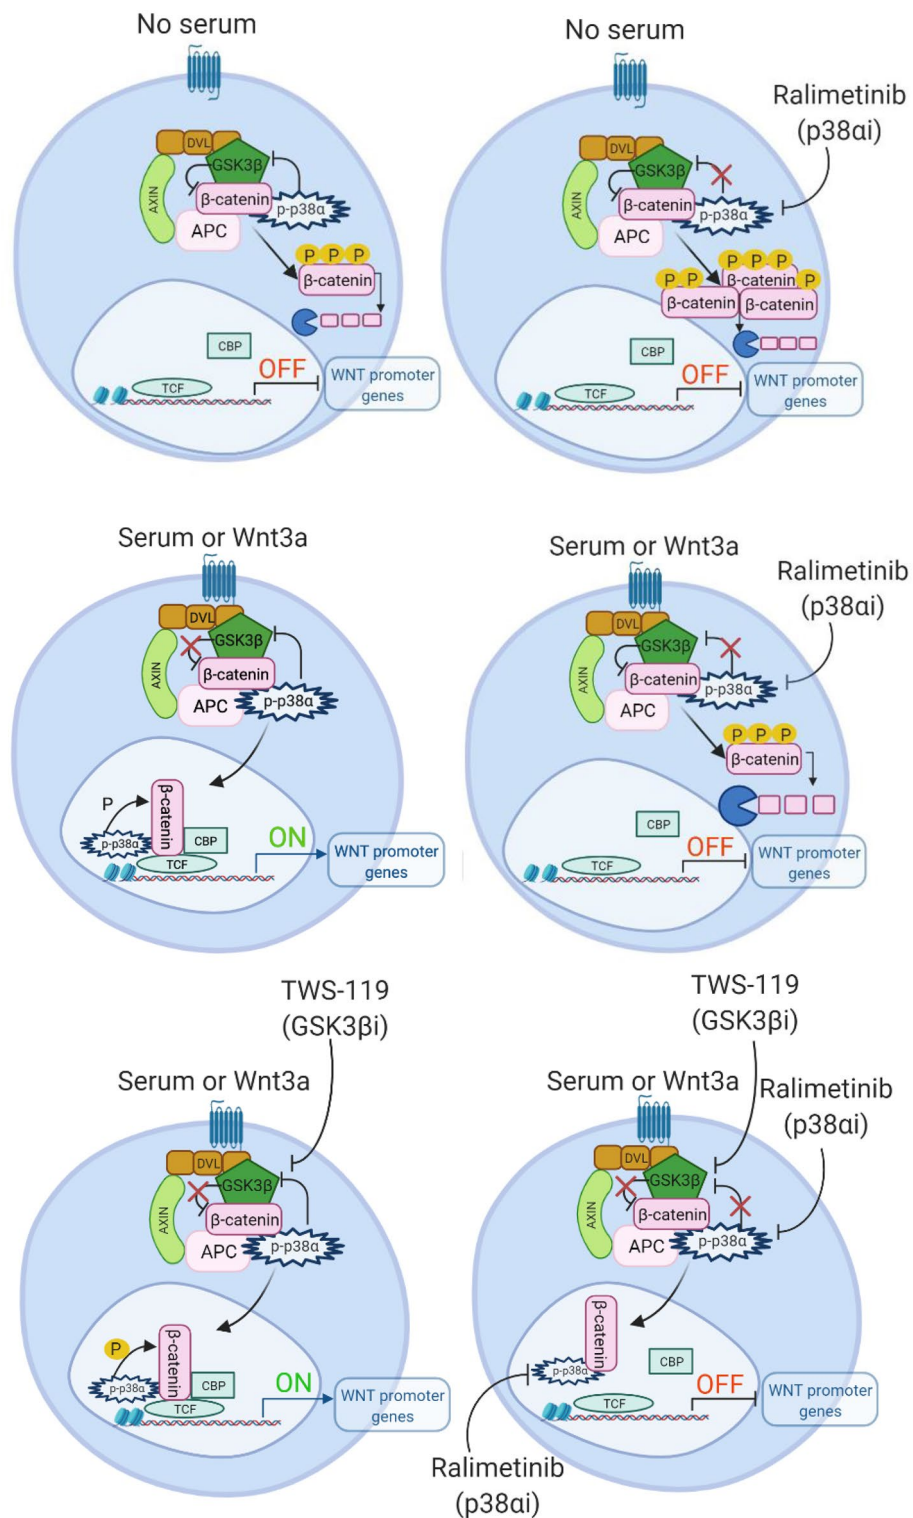 No serum
DVL
GSK3β
AXIN
β-catenin
p-p38α
APC
P P P
β-catenin
CBP
OFF
TCF
WNT promoter
genes
No serum
Ralimetinib
(p38αi)
DVL
GSK3β
AXIN
β-catenin
p-p38α
APC
P P P
P P
β-catenin
P
β-catenin
β-catenin
CBP
OFF
TCF
WNT promoter
genes
Serum or Wnt3a
DVL
GSK3β
AXIN
β-catenin
APC
p-p38α
P
β-catenin
p-p38α
CBP
TCF
ON
WNT promoter
genes
Serum or Wnt3a
Ralimetinib
(p38αi)
DVL
GSK3β
AXIN
β-catenin
p-p38α
APC
P P P
β-catenin
CBP
OFF
TCF
WNT promoter
genes
TWS-119
(GSK3βi)
Serum or Wnt3a
DVL
GSK3β
AXIN
β-catenin
APC
p-p38α
P
β-catenin
p-p38α
CBP
TCF
ON
WNT promoter
genes
TWS-119
(GSK3βi)
Serum or Wnt3a
Ralimetinib
(p38αi)
DVL
GSK3β
AXIN
β-catenin
APC
p-p38α
β-catenin
p-p38α
CBP
OFF
TCF
WNT promoter
genes
Ralimetinib
(p38αi)